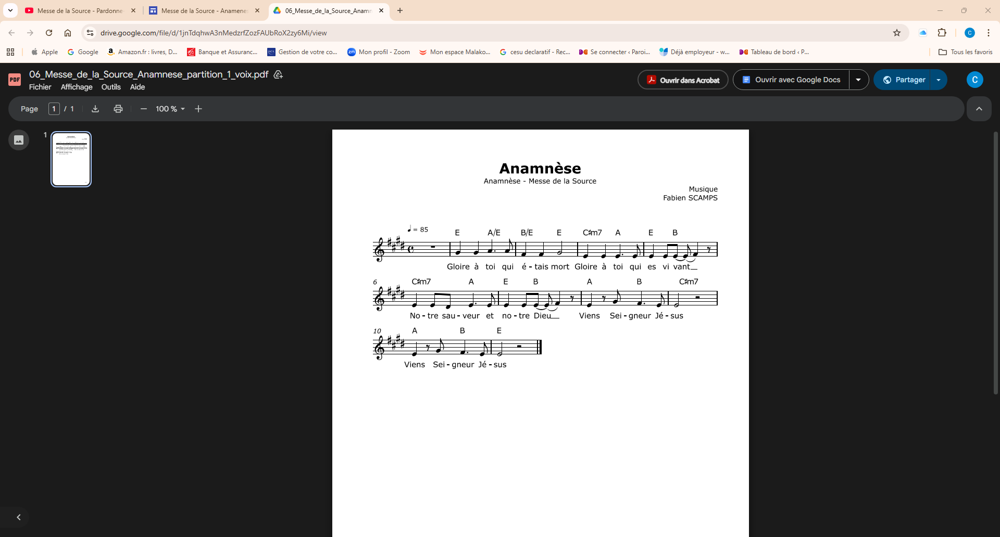 Messe de la Source - Pardonne
Messe de la Source - Anamenes
06_Messe_de_la_Source_Anamn
drive.google.com/file/d/1jnTdqhwA3nMedzrfZozFAUbRoX2zy6Mi/view
C
Apple
Google
Amazon.fr : livres, D...
Banque et Assuranc...
LCL
Gestion de votre co...
zm
Mon profil - Zoom
Mon espace Malako...
cesu declaratif - Rec...
Se connecter ‹ Paroi...
Déjà employeur - w...
Tableau de bord ‹ P...
Tous les favoris
PDF
06_Messe_de_la_Source_Anamnese_partition_1_voix.pdf
Fichier Affichage Outils Aide
Ouvrir dans Acrobat
Ouvrir avec Google Docs
Partager
C
Page 1 / 1
100 %
1
Anamnèse
Anamnèse - Messe de la Source
Musique
Fabien SCAMPS
= 85
E A/E B/E E C♯m7 A E B
Gloire à toi qui é - tais mort Gloire à toi qui es vi vant__
6 C♯m7 A E B A B C♯m7
No - tre sau - veur et no - tre Dieu__ Viens Sei - gneur Jé - sus
10 A B E
Viens Sei - gneur Jé - sus